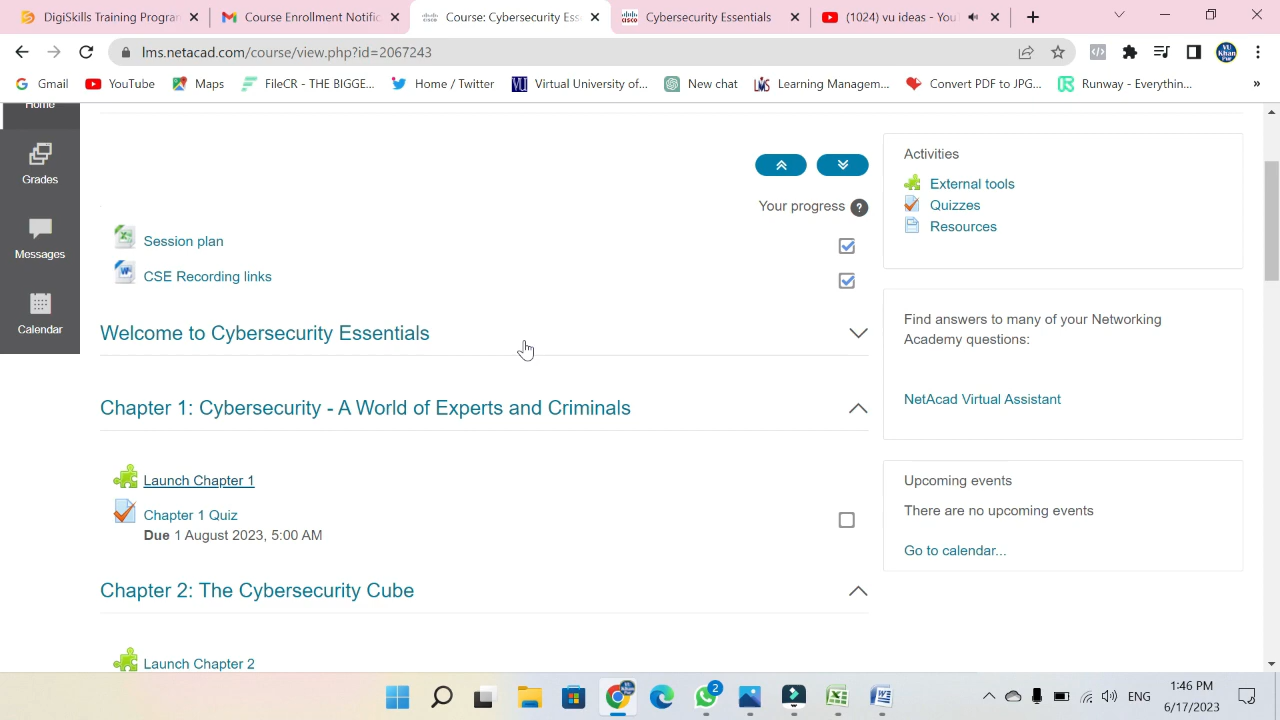 DigiSkills Training Prograr
Course Enrollment Notific
Course: Cybersecurity Ess
Cybersecurity Essentials
(1024) vu ideas - You
lms.netacad.com/course/view.php?id=2067243
VU Khan Pur
Gmail
YouTube
Maps
FileCR - THE BIGGE...
Home / Twitter
Virtual University of...
New chat
Learning Managem...
Convert PDF to JPG...
Runway - Everythin...
»
Home
Grades
Messages
Calendar
Your progress ?
Session plan
CSE Recording links
Welcome to Cybersecurity Essentials
Chapter 1: Cybersecurity - A World of Experts and Criminals
Launch Chapter 1
Chapter 1 Quiz
Due 1 August 2023, 5:00 AM
Chapter 2: The Cybersecurity Cube
Launch Chapter 2
Activities
External tools
Quizzes
Resources
Find answers to many of your Networking
Academy questions:
NetAcad Virtual Assistant
Upcoming events
There are no upcoming events
Go to calendar...
2
ENG
1:46 PM
6/17/2023